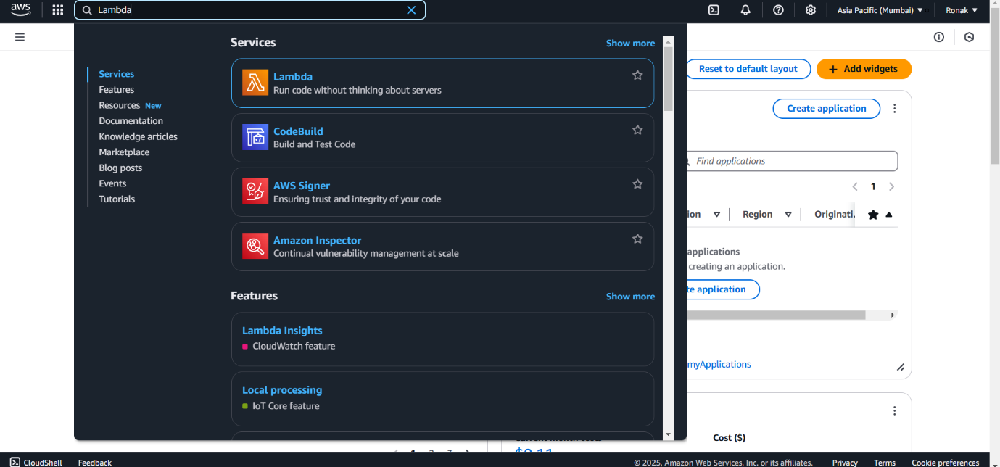 aws
Lambda
Asia Pacific (Mumbai) ▼
Ronak ▼
Services
Features
Resources New
Documentation
Knowledge articles
Marketplace
Blog posts
Events
Tutorials
Services
Show more
Lambda
Run code without thinking about servers
CodeBuild
Build and Test Code
AWS Signer
Ensuring trust and integrity of your code
Amazon Inspector
Continual vulnerability management at scale
Features
Show more
Lambda Insights
CloudWatch feature
Local processing
IoT Core feature
Reset to default layout
+ Add widgets
Create application
Find applications
1
ion
Region
Originati.
applications
creating an application.
te application
myApplications
Cost ($)
CloudShell
Feedback
© 2025, Amazon Web Services, Inc. or its affiliates.
Privacy
Terms
Cookie preferences